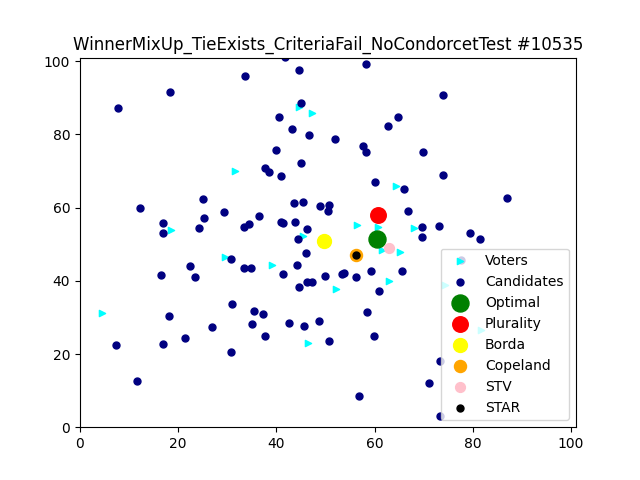 WinnerMixUp_TieExists_CriteriaFail_NoCondorcetTest #10535
100
80
60
40
20
0
0 20 40 60 80 100
Voters
Candidates
Optimal
Plurality
Borda
Copeland
STV
STAR